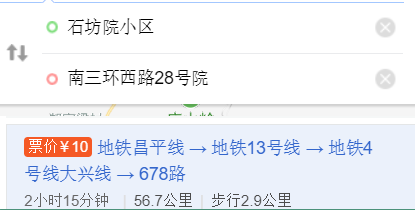 石坊院小区
南三环西路28号院
票价¥10 地铁昌平线 → 地铁13号线 → 地铁4
号线大兴线 → 678路
2小时15分钟 | 56.7公里 | 步行2.9公里